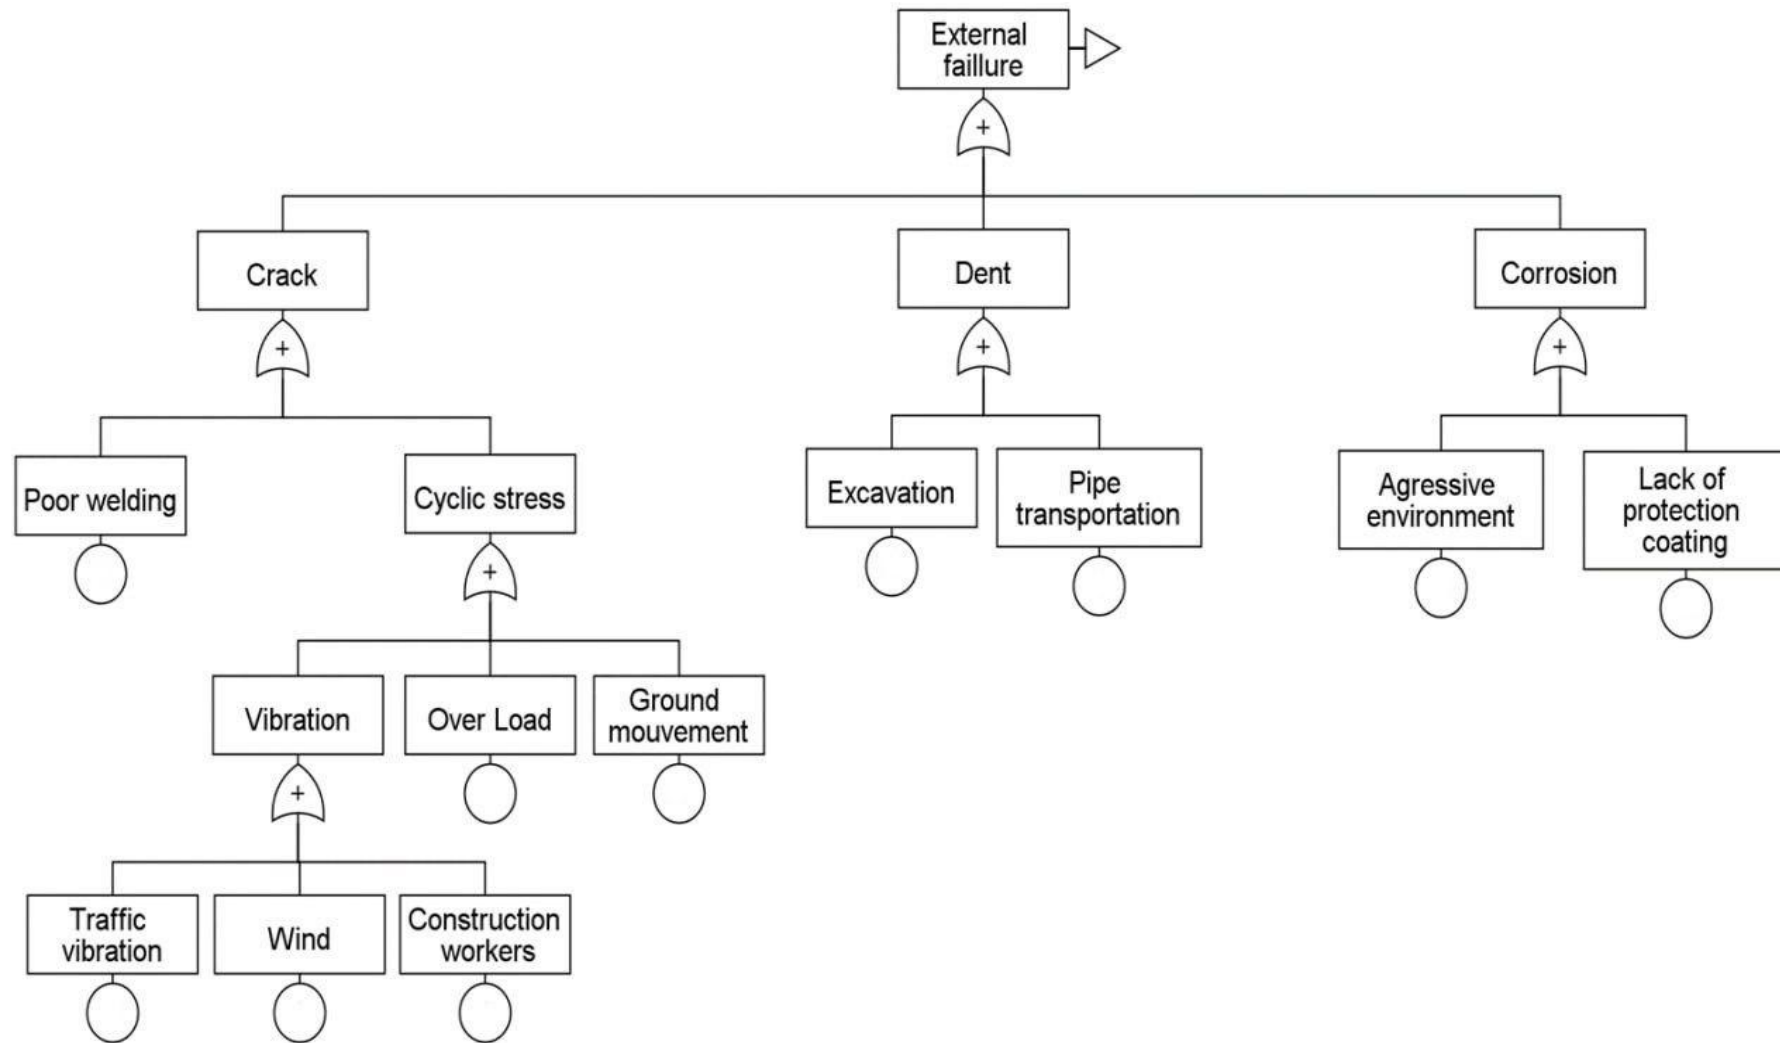 External
faillure
+
Crack
Dent
Corrosion
+
+
+
Poor welding
Cyclic stress
Excavation
Pipe
transportation
Agressive
environment
Lack of
protection
coating
+
Vibration
Over Load
Ground
mouvement
+
Traffic
vibration
Wind
Construction
workers